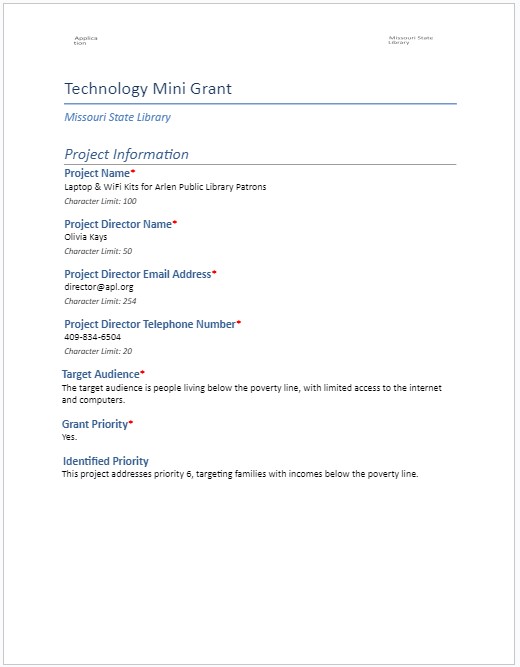 Applica
tion
Missouri State
Library
Technology Mini Grant
Missouri State Library
Project Information
Project Name*
Laptop & WiFi Kits for Arlen Public Library Patrons
Character Limit: 100
Project Director Name*
Olivia Kays
Character Limit: 50
Project Director Email Address*
director@apl.org
Character Limit: 254
Project Director Telephone Number*
409-834-6504
Character Limit: 20
Target Audience*
The target audience is people living below the poverty line, with limited access to the internet
and computers.
Grant Priority*
Yes.
Identified Priority
This project addresses priority 6, targeting families with incomes below the poverty line.